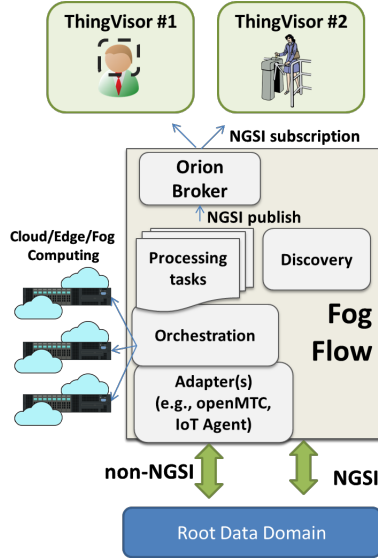 ThingVisor #1
ThingVisor #2
NGSI subscription
Orion
Broker
NGSI publish
Cloud/Edge/Fog
Computing
Processing
tasks
Discovery
Orchestration
Fog
Flow
Adapter(s)
(e.g., openMTC,
IoT Agent)
non-NGSI
NGSI
Root Data Domain